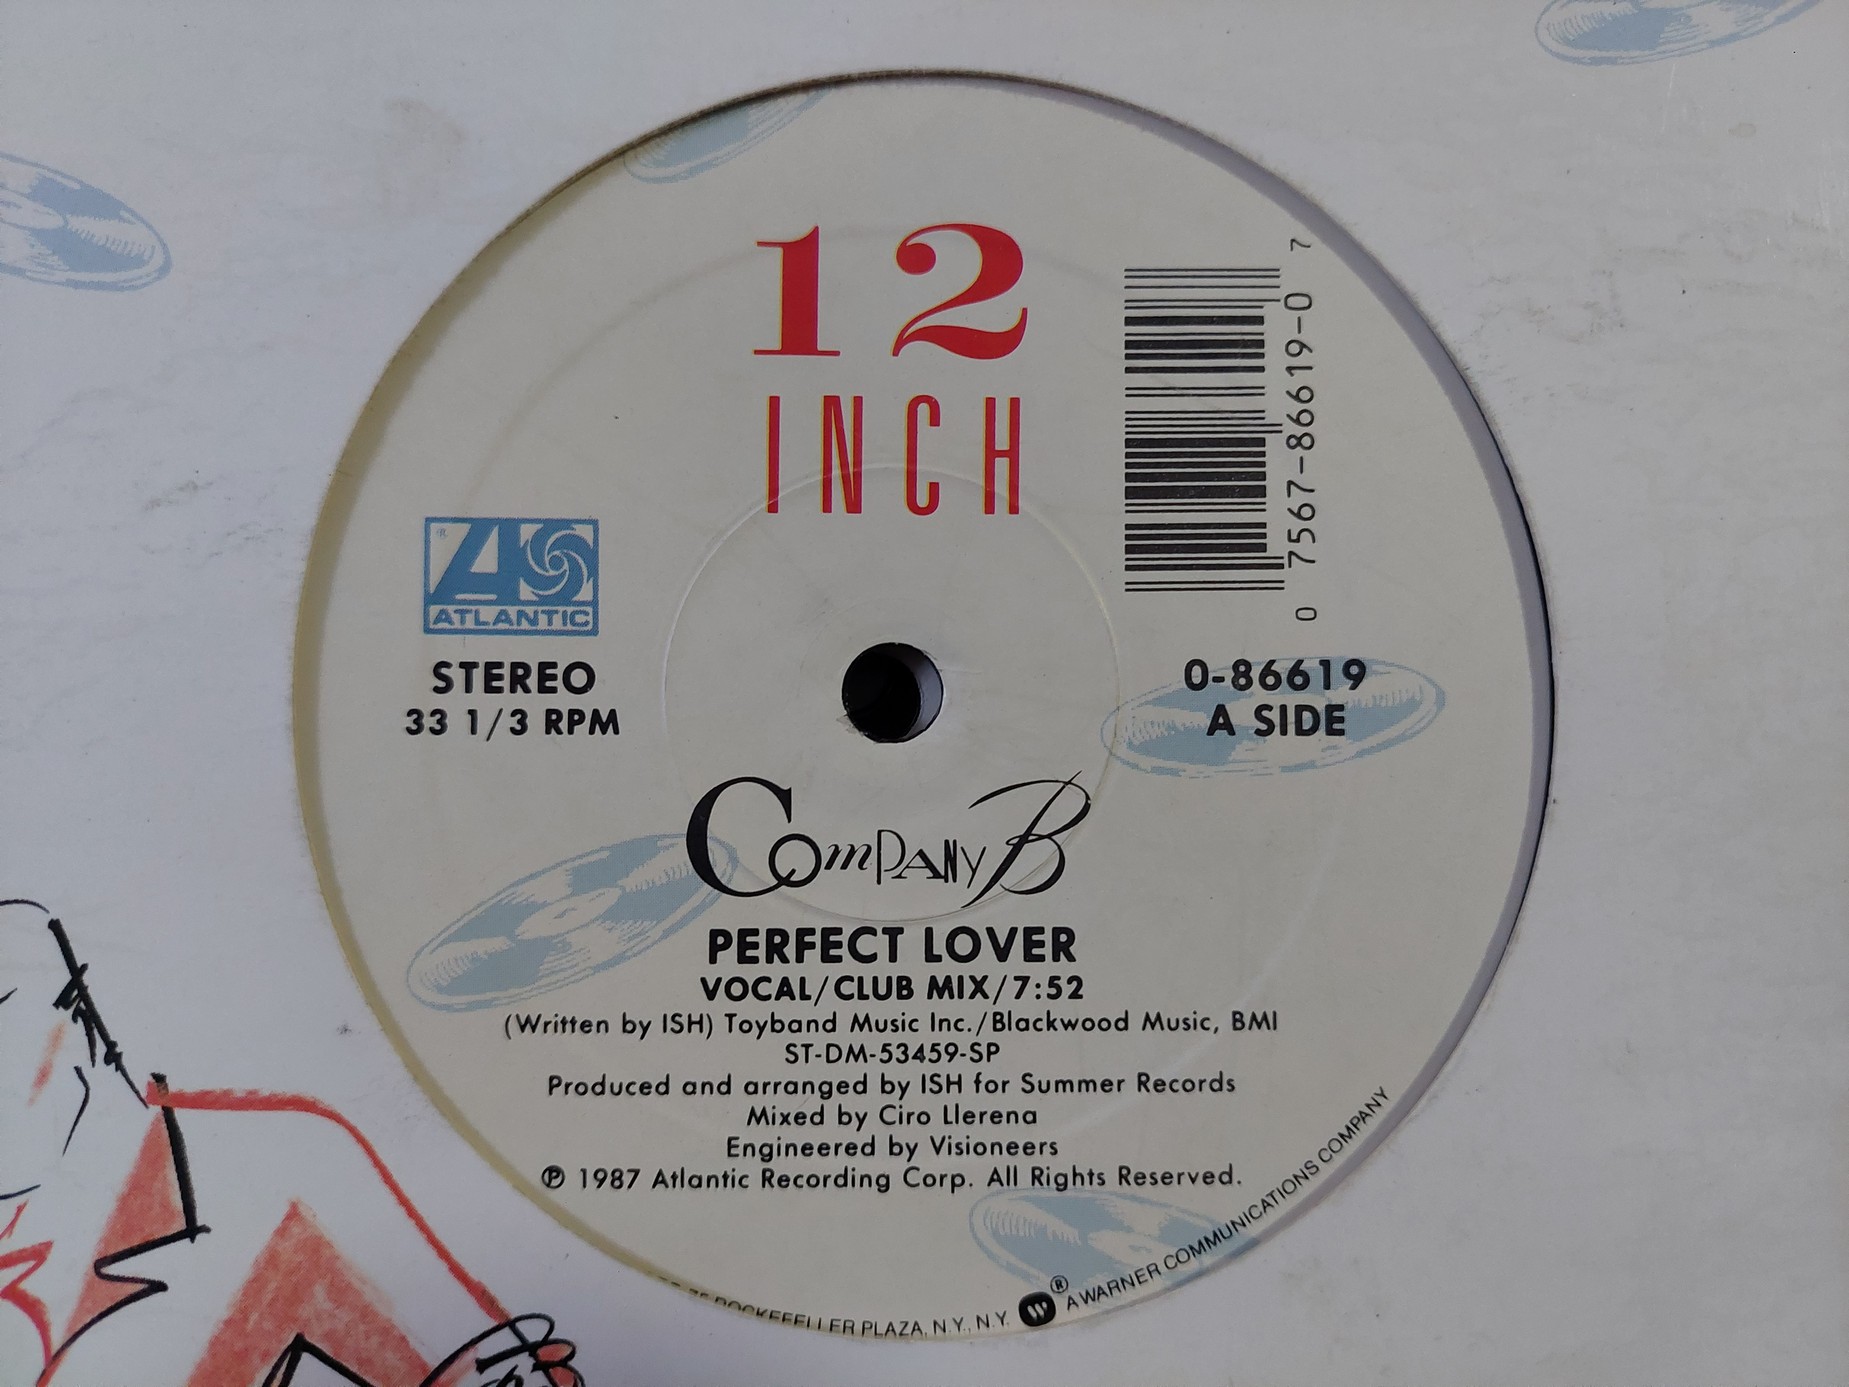 12
INCH
7
0 7567-86619-0
ATLANTIC
®
STEREO
33 1/3 RPM
0-86619
A SIDE
Company B
PERFECT LOVER
VOCAL/CLUB MIX/7:52
(Written by ISH) Toyband Music Inc./Blackwood Music, BMI
ST-DM-53459-SP
Produced and arranged by ISH for Summer Records
Mixed by Ciro Llerena
Engineered by Visioneers
℗ 1987 Atlantic Recording Corp. All Rights Reserved.
75 ROCKEFELLER PLAZA, N.Y., N.Y. ® A WARNER COMMUNICATIONS COMPANY